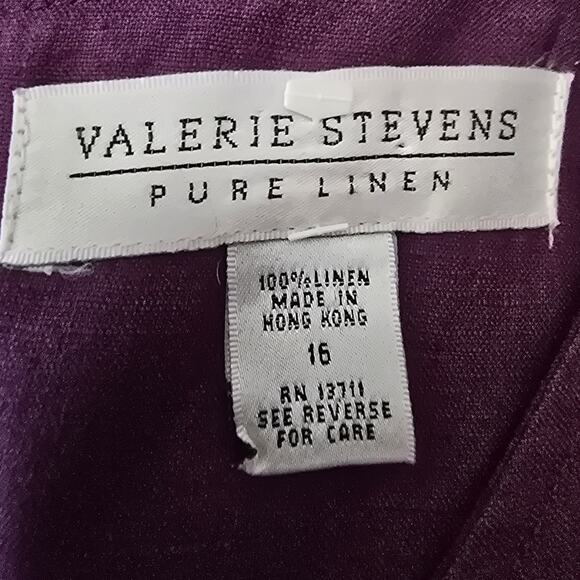 VALERIE STEVENS
PURE LINEN
100% LINEN
MADE IN
HONG KONG
16
RN 13711
SEE REVERSE
FOR CARE